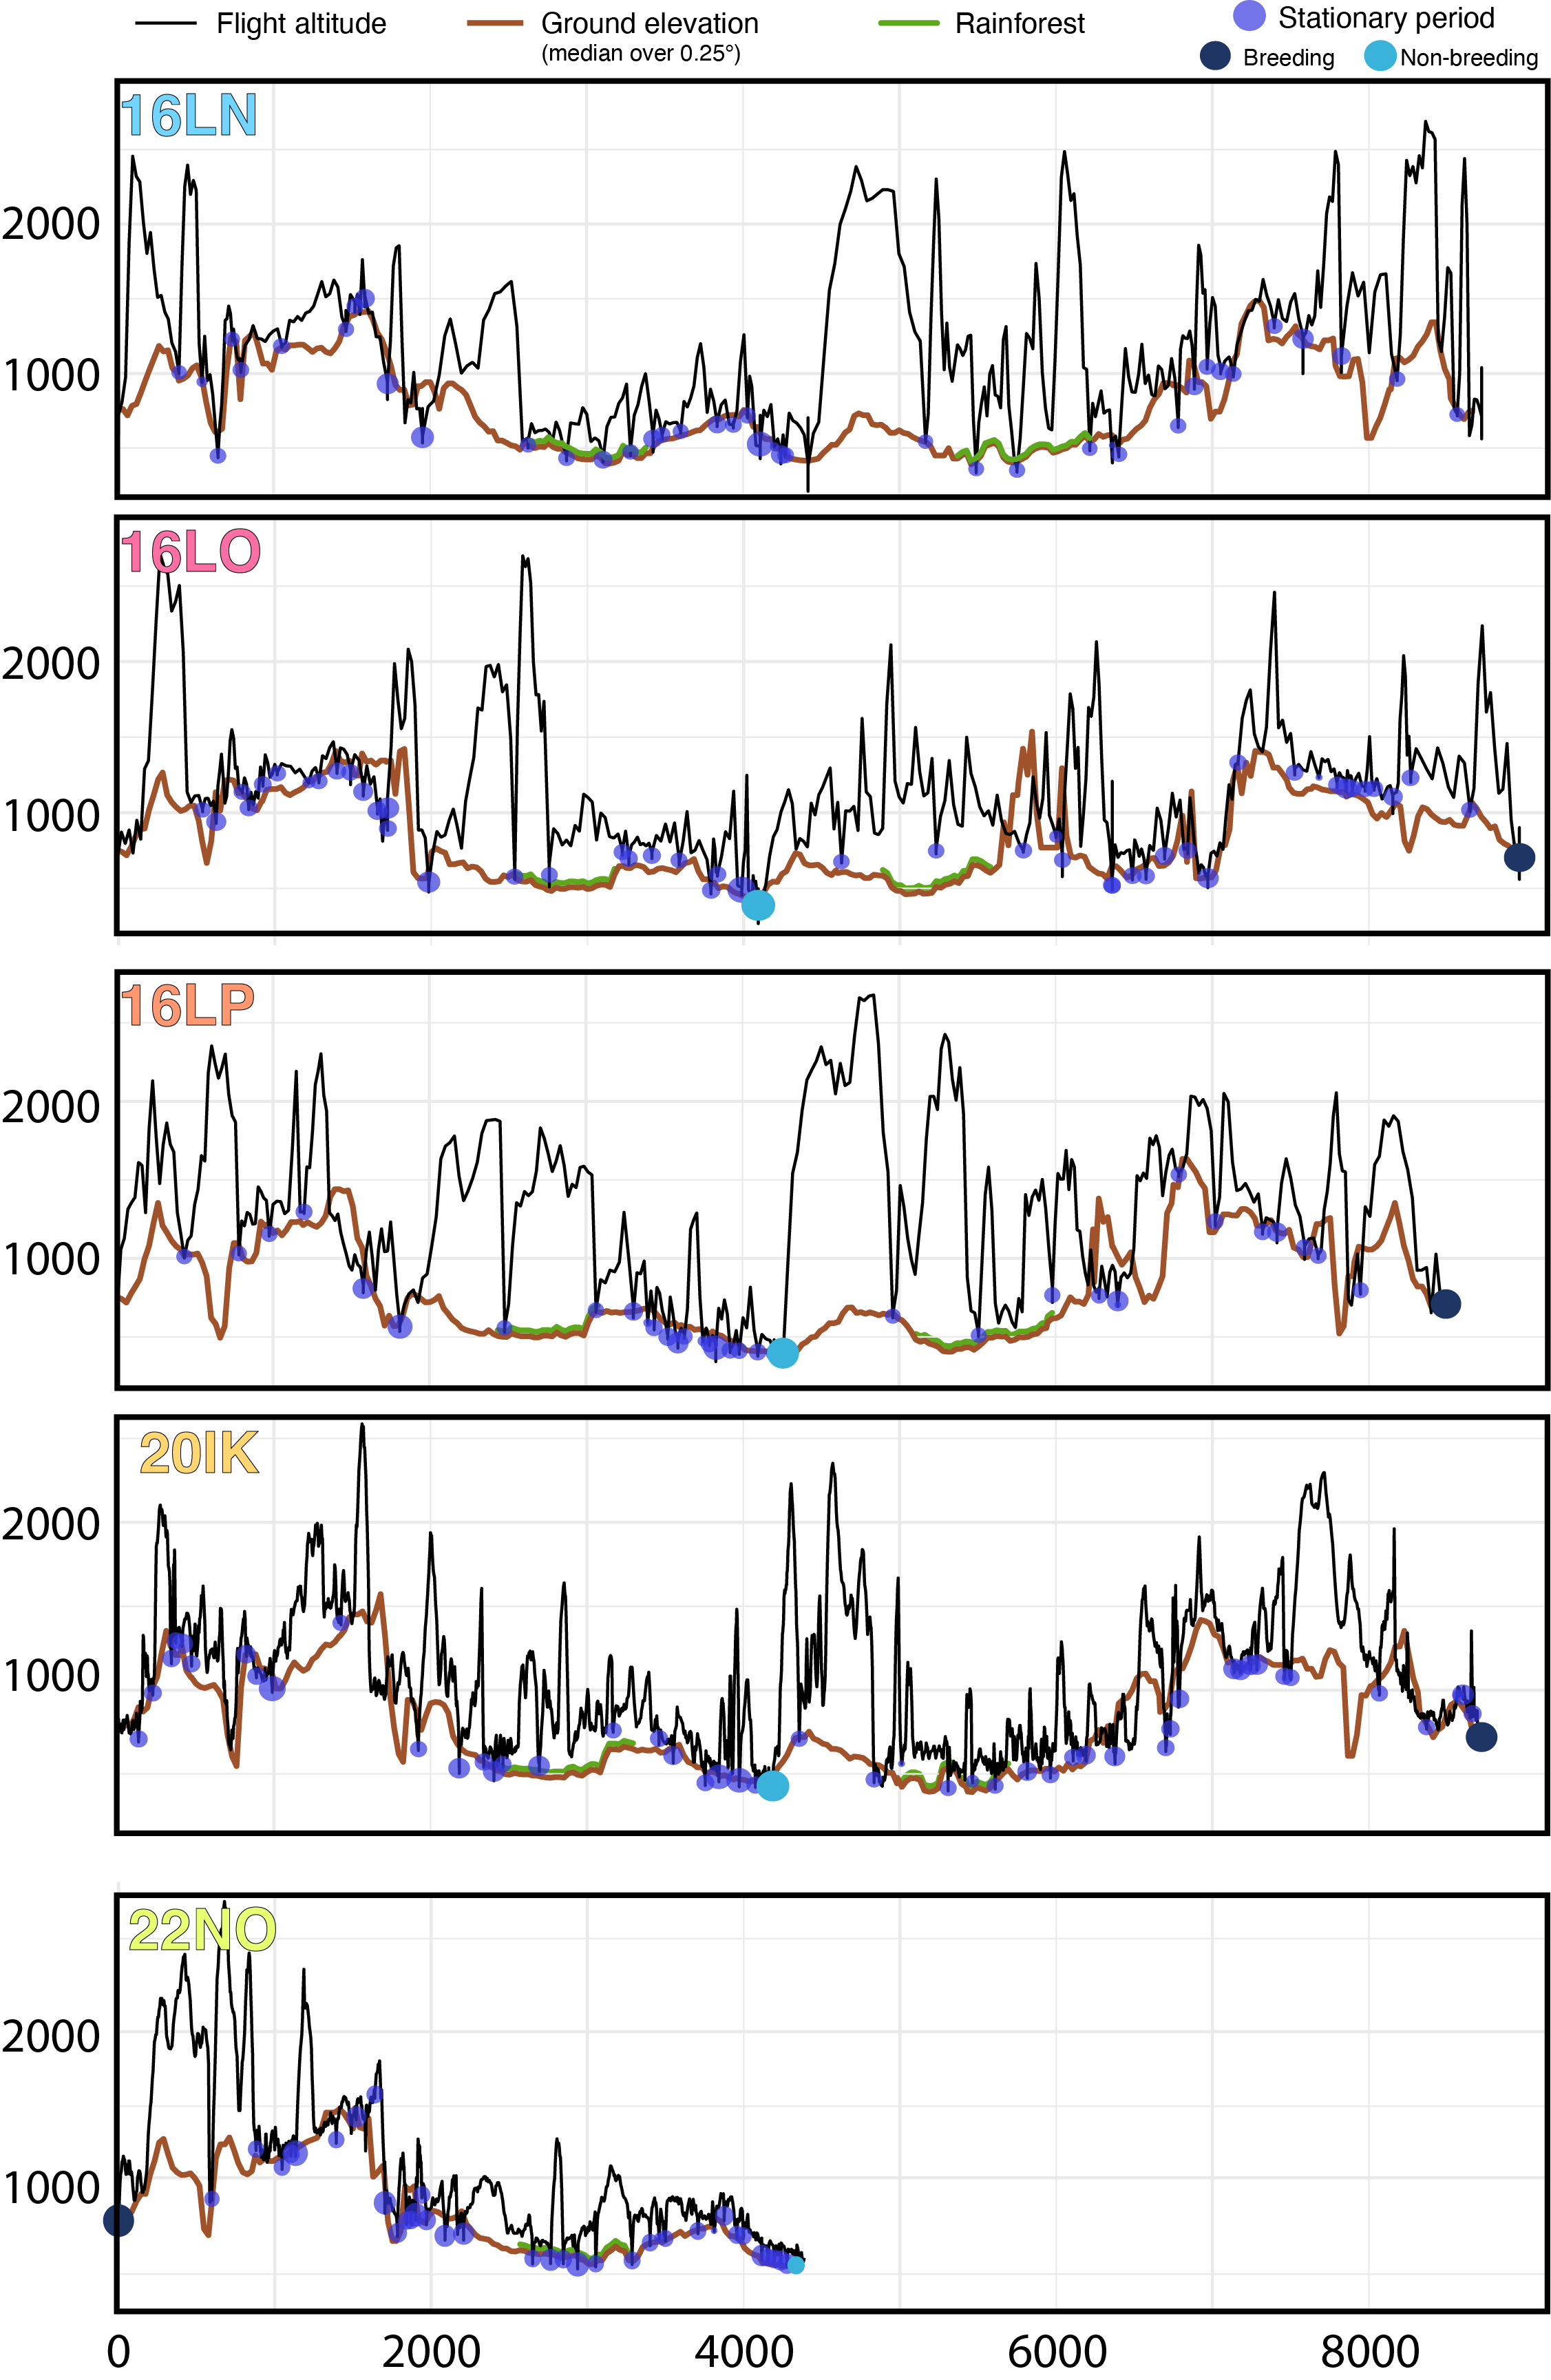 Flight altitude Ground elevation Rainforest Stationary period
(median over 0.25°) Breeding Non-breeding
16LN
2000
1000
16LO
2000
1000
16LP
2000
1000
20IK
2000
1000
22NO
2000
1000
0 2000 4000 6000 8000